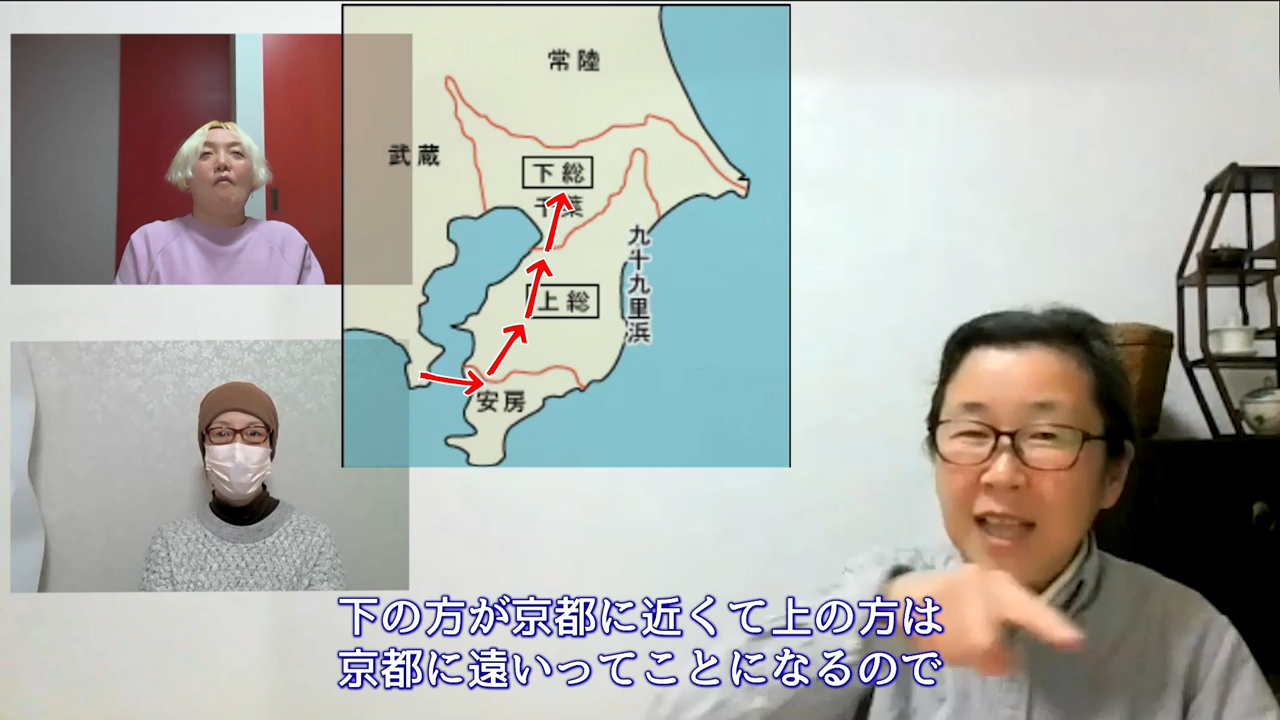 常陸
武蔵
下総
千葉
九十九里浜
上総
安房
下の方が京都に近くて上の方は
京都に遠いってことになるので